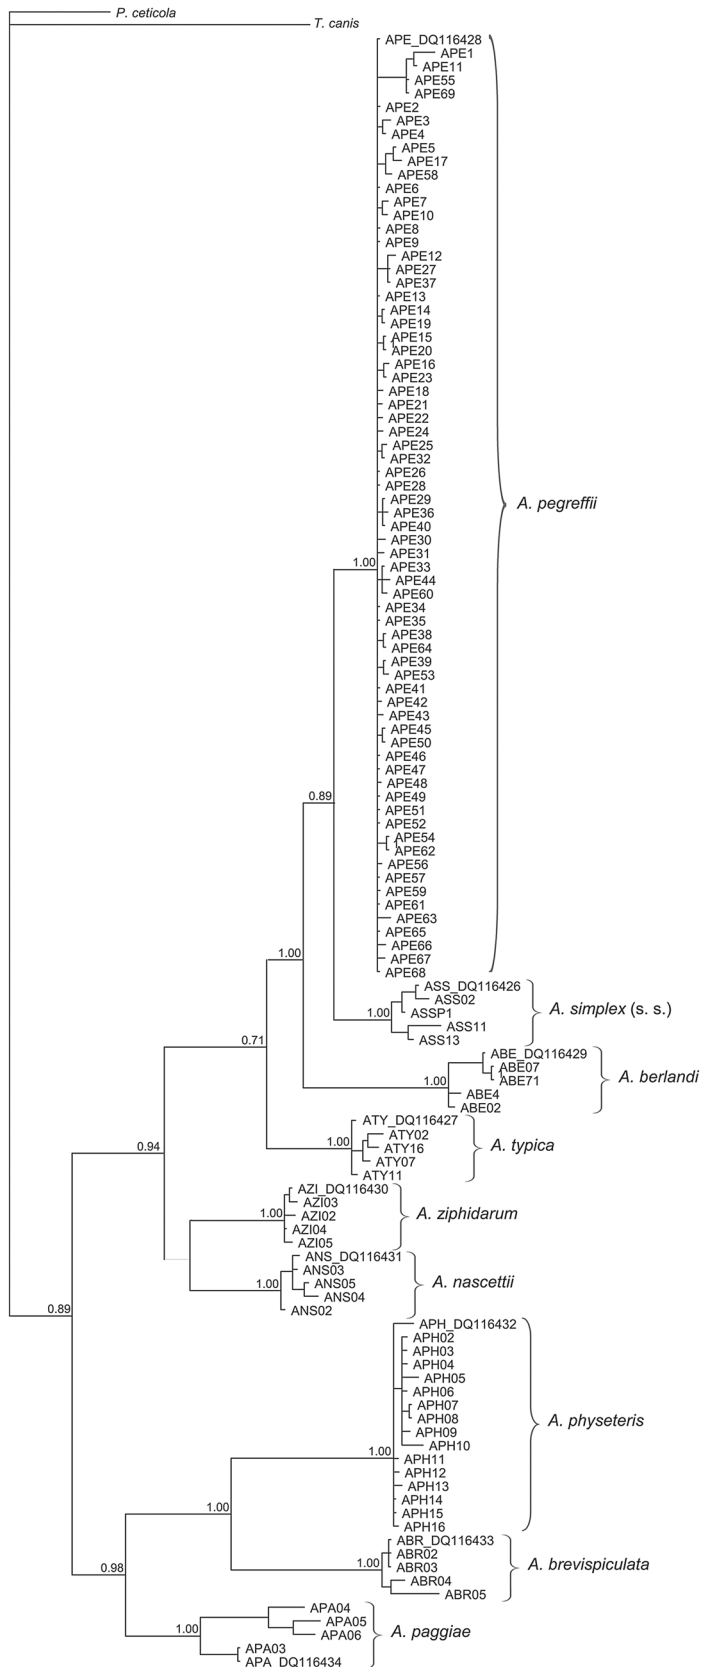 P. ceticola
T. canis
APE_DQ116428
APE1
APE11
APE55
APE69
APE2
APE3
APE4
APE5
APE17
APE58
APE6
APE7
APE10
APE8
APE9
APE12
APE27
APE37
APE13
APE14
APE19
APE15
APE20
APE16
APE23
APE18
APE21
APE22
APE24
APE25
APE32
APE26
APE28
APE29
A. pegreffii
APE36
APE40
APE30
APE31
1.00
APE33
APE44
APE60
APE34
APE35
APE38
APE64
APE39
APE53
APE41
APE42
APE43
APE45
APE50
APE46
APE47
APE48
0.89
APE49
APE51
APE52
APE54
APE62
APE56
APE57
APE59
APE61
APE63
APE65
APE66
1.00
APE67
APE68
ASS_DQ116426
ASS02
A. simplex (s. s.)
1.00
ASSP1
ASS11
ASS13
0.71
ABE_DQ116429
ABE07
A. berlandi
1.00
ABE71
ABE4
ABE02
ATY_DQ116427
ATY02
1.00
A. typica
0.94
ATY16
ATY07
ATY11
AZI_DQ116430
AZI03
1.00
AZI02
A. ziphidarum
AZI04
AZI05
ANS_DQ116431
ANS03
1.00
ANS05
A. nascettii
ANS04
ANS02
0.89
APH_DQ116432
APH02
APH03
APH04
APH05
APH06
APH07
APH08
A. physeteris
APH09
APH10
1.00
APH11
APH12
APH13
APH14
1.00
APH15
APH16
ABR_DQ116433
ABR02
1.00
A. brevispiculata
ABR03
0.98
ABR04
ABR05
APA04
APA05
1.00
A. paggiae
APA06
APA03
APA_DQ116434